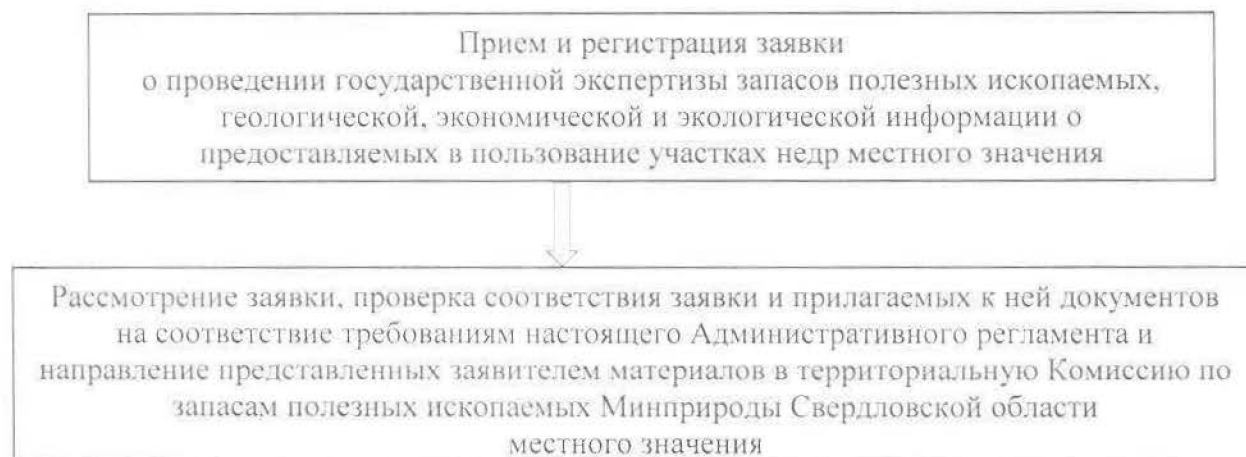 Прием и регистрация заявки
о проведении государственной экспертизы запасов полезных ископаемых,
геологической, экономической и экологической информации о
предоставляемых в пользование участках недр местного значения
Рассмотрение заявки, проверка соответствия заявки и прилагаемых к ней документов
на соответствие требованиям настоящего Административного регламента и
направление представленных заявителем материалов в территориальную Комиссию по
запасам полезных ископаемых Минприроды Свердловской области
местного значения